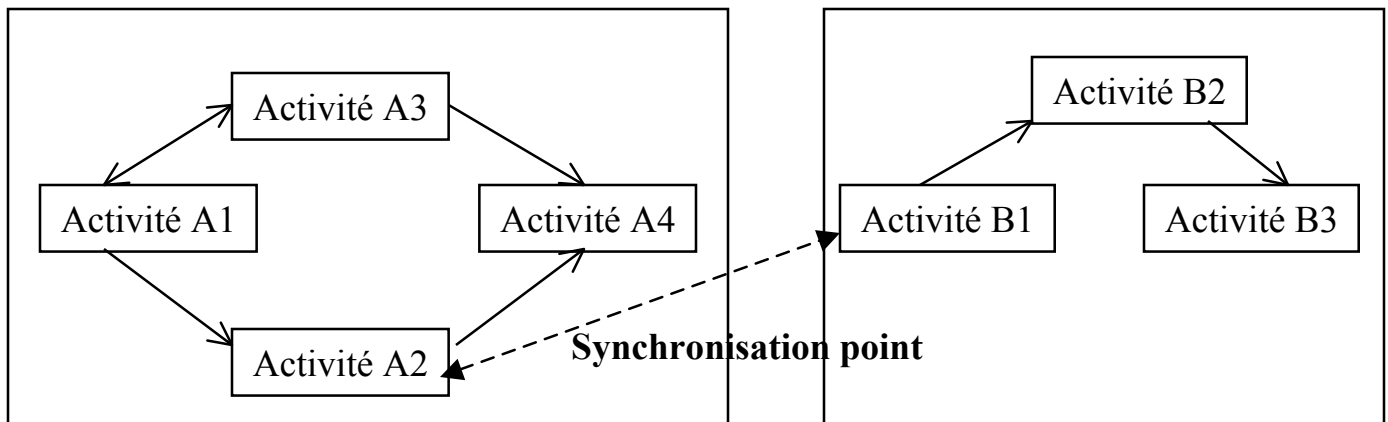 Activité A3
Activité A1
Activité A4
Activité A2
Synchronisation point
Activité B2
Activité B1
Activité B3